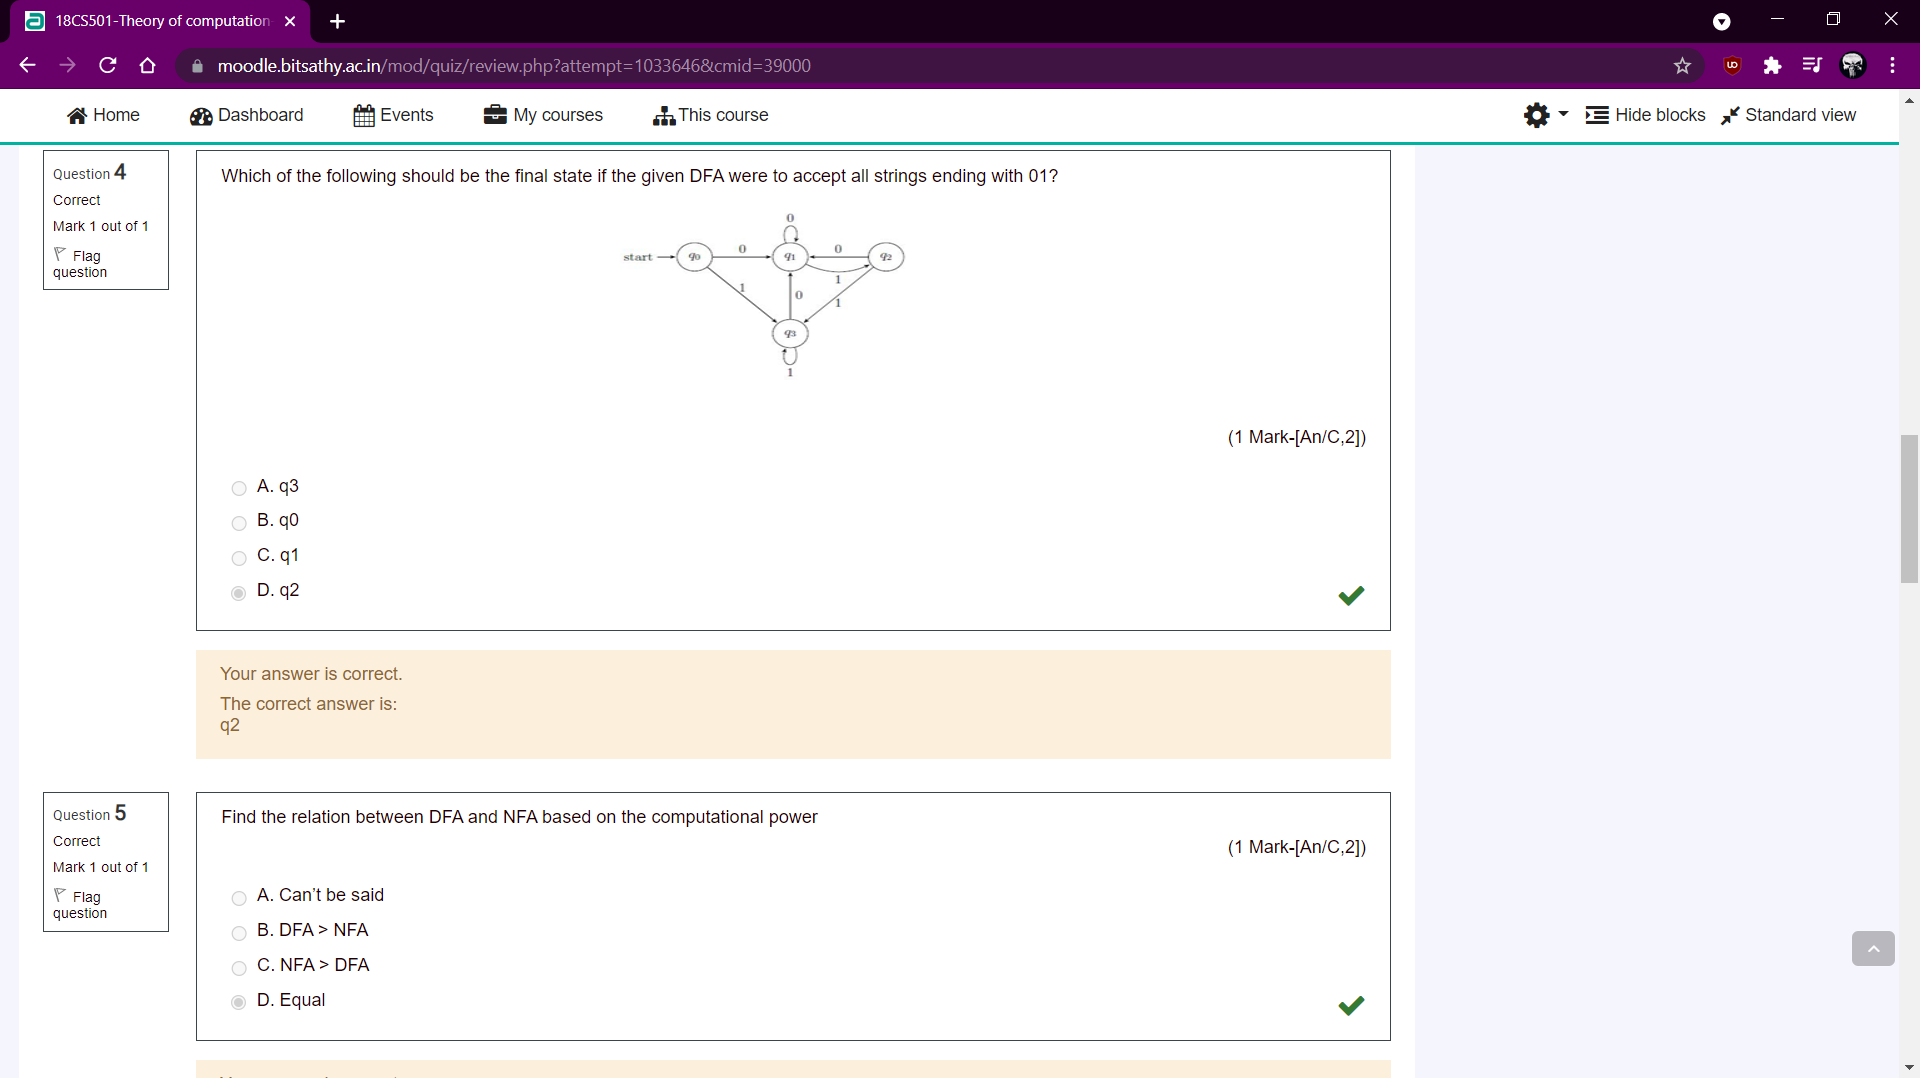 18CS501-Theory of computation
moodle.bitsathy.ac.in/mod/quiz/review.php?attempt=1033646&cmid=39000
Home
Dashboard
Events
My courses
This course
Hide blocks
Standard view
Question 4
Correct
Mark 1 out of 1
Flag
question
Which of the following should be the final state if the given DFA were to accept all strings ending with 01?
0
start
q0
0
q1
0
q2
1
1
0
1
q3
1
(1 Mark-[An/C,2])
A. q3
B. q0
C. q1
D. q2
Your answer is correct.
The correct answer is:
q2
Question 5
Correct
Mark 1 out of 1
Flag
question
Find the relation between DFA and NFA based on the computational power
(1 Mark-[An/C,2])
A. Can't be said
B. DFA > NFA
C. NFA > DFA
D. Equal